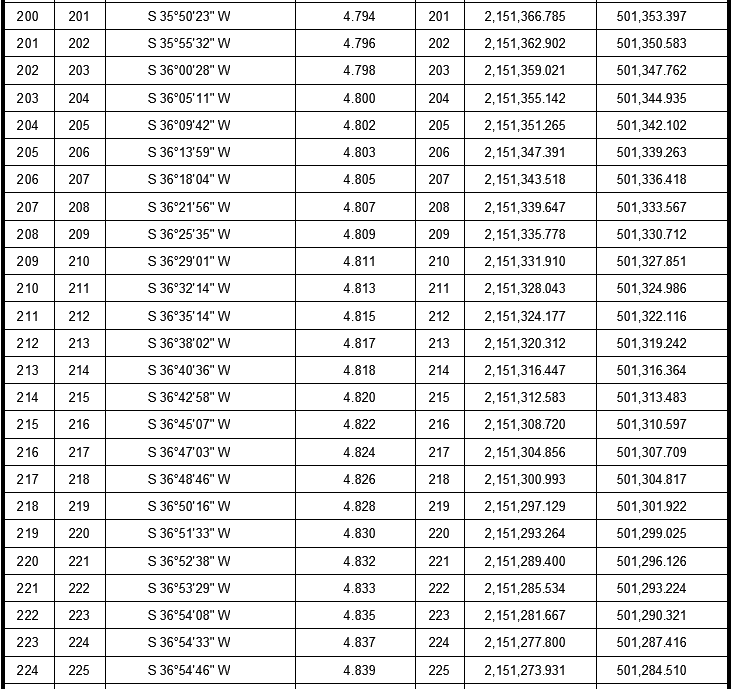 200 201 S 35°50'23" W 4.794 201 2,151,366.785 501,353.397
201 202 S 35°55'32" W 4.796 202 2,151,362.902 501,350.583
202 203 S 36°00'28" W 4.798 203 2,151,359.021 501,347.762
203 204 S 36°05'11" W 4.800 204 2,151,355.142 501,344.935
204 205 S 36°09'42" W 4.802 205 2,151,351.265 501,342.102
205 206 S 36°13'59" W 4.803 206 2,151,347.391 501,339.263
206 207 S 36°18'04" W 4.805 207 2,151,343.518 501,336.418
207 208 S 36°21'56" W 4.807 208 2,151,339.647 501,333.567
208 209 S 36°25'35" W 4.809 209 2,151,335.778 501,330.712
209 210 S 36°29'01" W 4.811 210 2,151,331.910 501,327.851
210 211 S 36°32'14" W 4.813 211 2,151,328.043 501,324.986
211 212 S 36°35'14" W 4.815 212 2,151,324.177 501,322.116
212 213 S 36°38'02" W 4.817 213 2,151,320.312 501,319.242
213 214 S 36°40'36" W 4.818 214 2,151,316.447 501,316.364
214 215 S 36°42'58" W 4.820 215 2,151,312.583 501,313.483
215 216 S 36°45'07" W 4.822 216 2,151,308.720 501,310.597
216 217 S 36°47'03" W 4.824 217 2,151,304.856 501,307.709
217 218 S 36°48'46" W 4.826 218 2,151,300.993 501,304.817
218 219 S 36°50'16" W 4.828 219 2,151,297.129 501,301.922
219 220 S 36°51'33" W 4.830 220 2,151,293.264 501,299.025
220 221 S 36°52'38" W 4.832 221 2,151,289.400 501,296.126
221 222 S 36°53'29" W 4.833 222 2,151,285.534 501,293.224
222 223 S 36°54'08" W 4.835 223 2,151,281.667 501,290.321
223 224 S 36°54'33" W 4.837 224 2,151,277.800 501,287.416
224 225 S 36°54'46" W 4.839 225 2,151,273.931 501,284.510